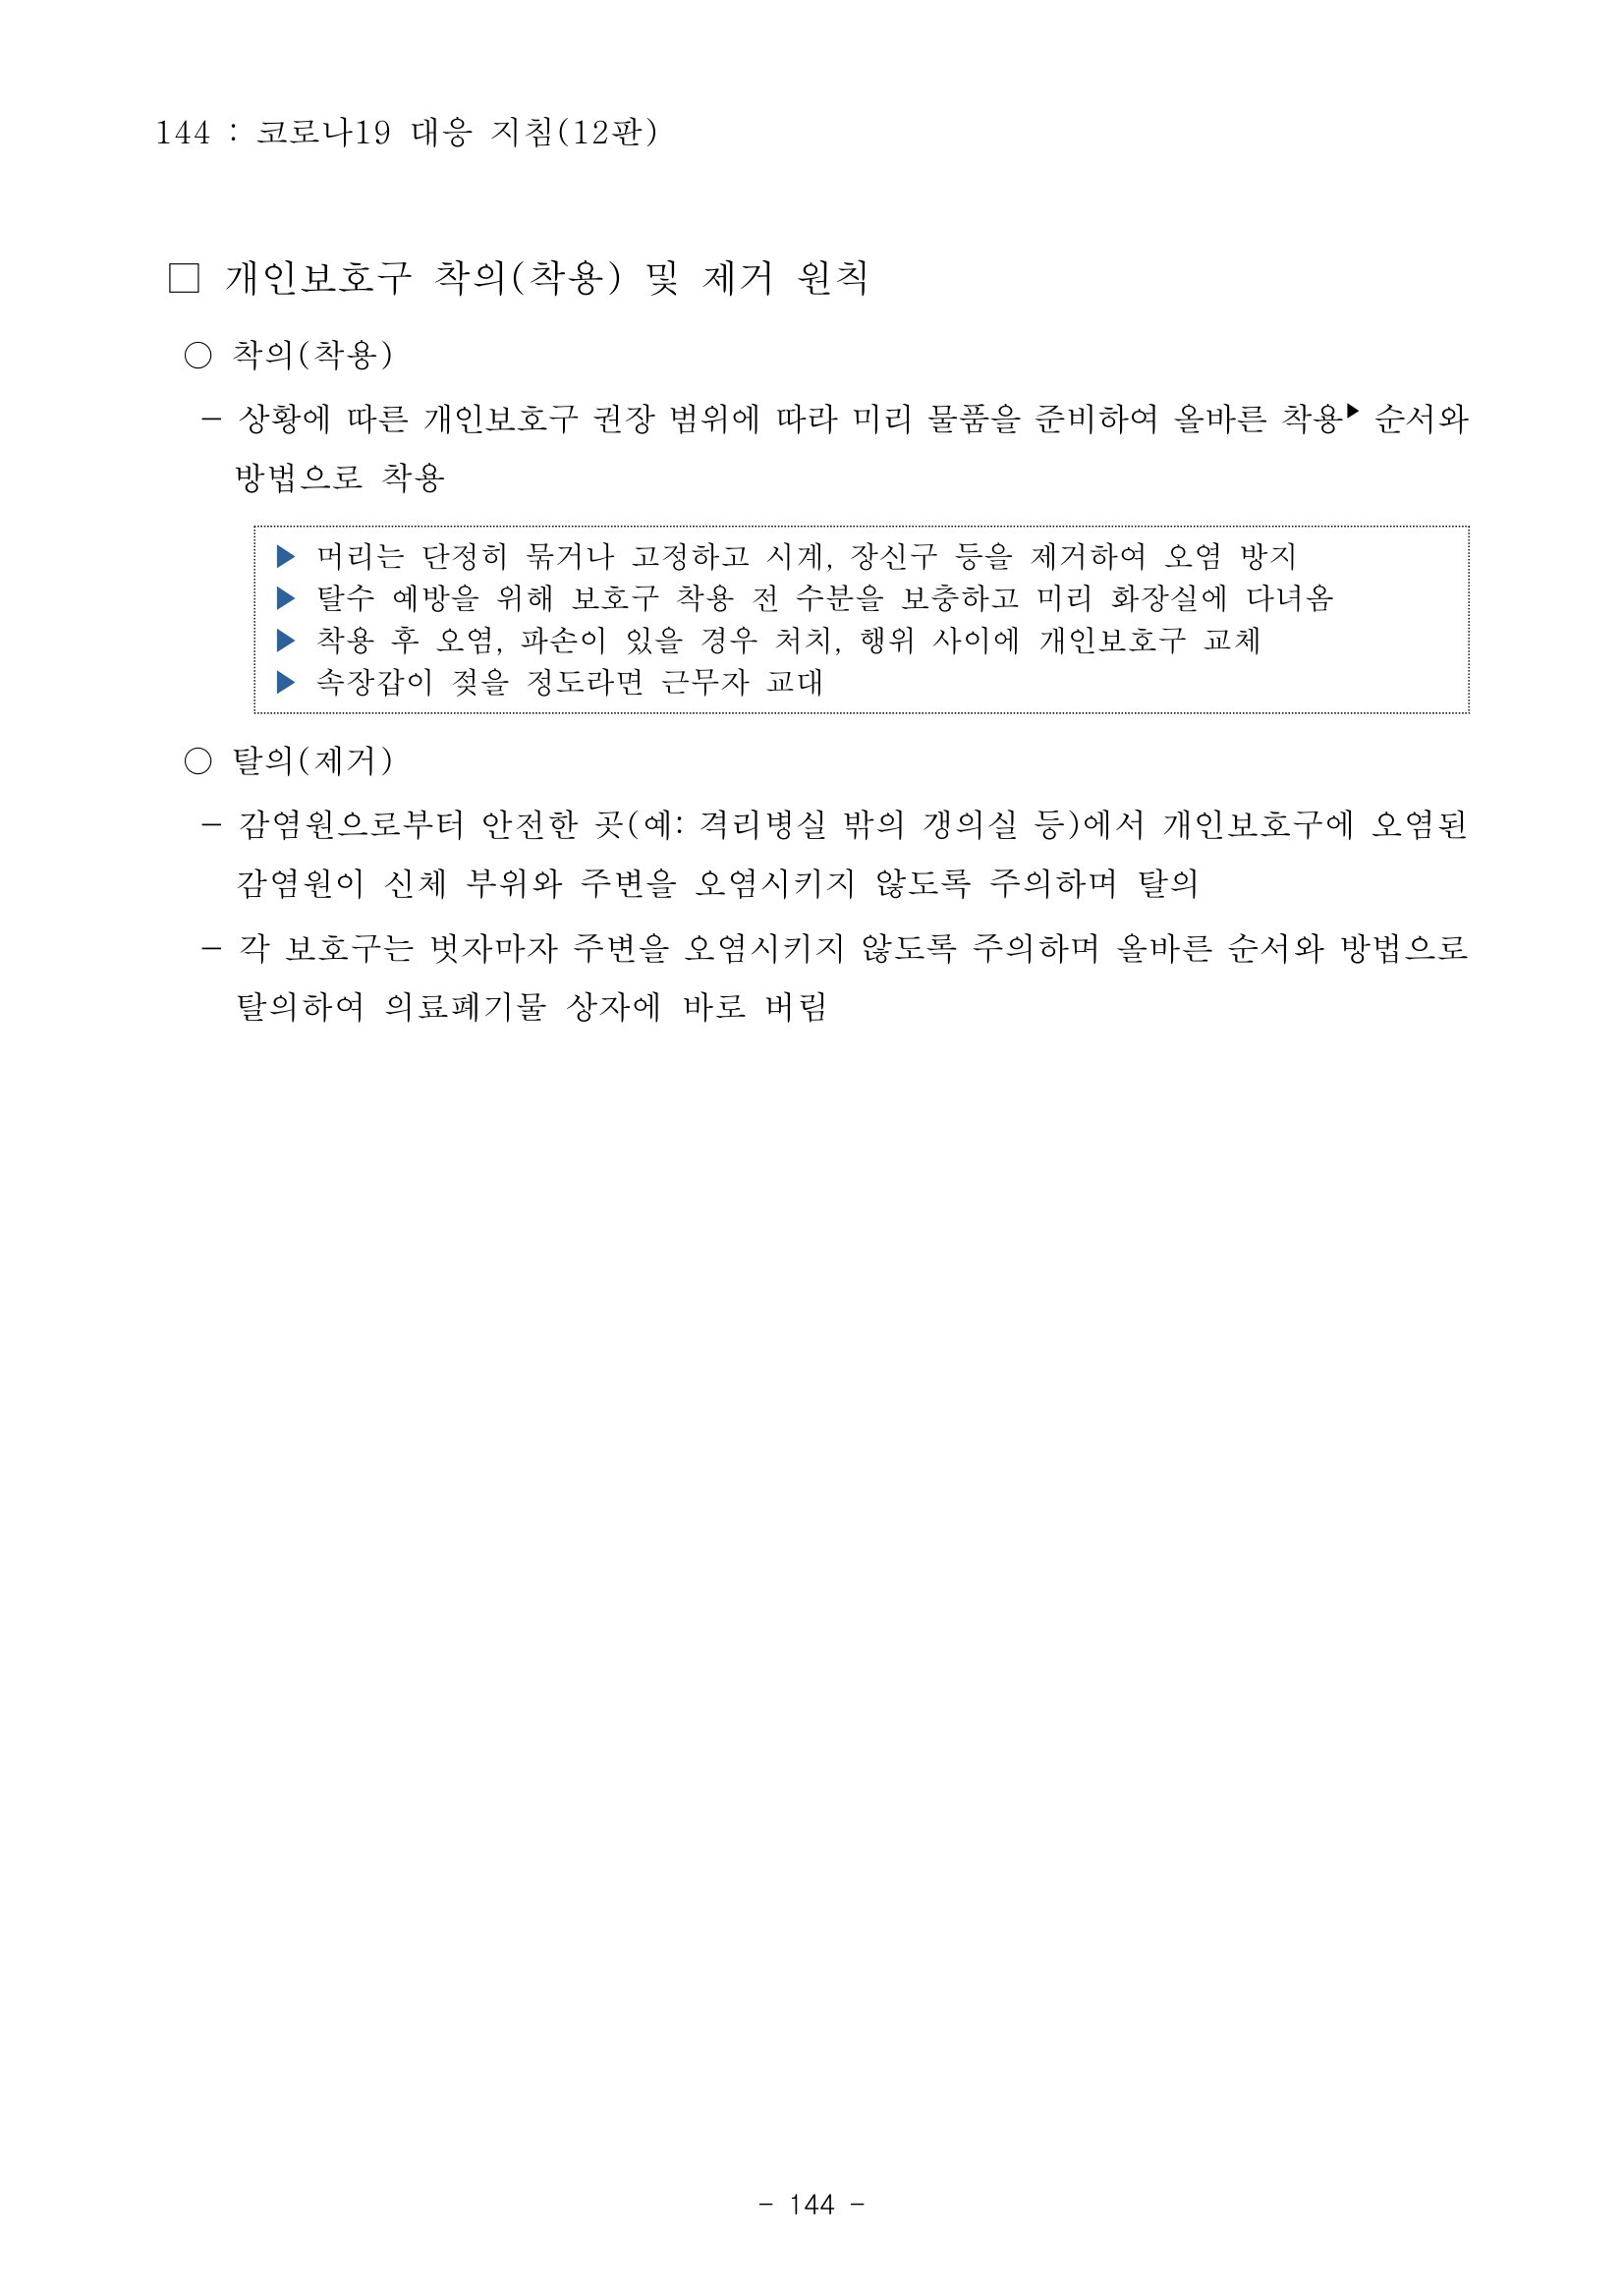 144 : 코로나19 대응 지침(12판)
□ 개인보호구 착의(착용) 및 제거 원칙
○ 착의(착용)
- 상황에 따른 개인보호구 권장 범위에 따라 미리 물품을 준비하여 올바른 착용▶ 순서와
방법으로 착용
▶ 머리는 단정히 묶거나 고정하고 시계, 장신구 등을 제거하여 오염 방지
▶ 탈수 예방을 위해 보호구 착용 전 수분을 보충하고 미리 화장실에 다녀옴
▶ 착용 후 오염, 파손이 있을 경우 처치, 행위 사이에 개인보호구 교체
▶ 속장갑이 젖을 정도라면 근무자 교대
○ 탈의(제거)
- 감염원으로부터 안전한 곳(예: 격리병실 밖의 갱의실 등)에서 개인보호구에 오염된
감염원이 신체 부위와 주변을 오염시키지 않도록 주의하며 탈의
- 각 보호구는 벗자마자 주변을 오염시키지 않도록 주의하며 올바른 순서와 방법으로
탈의하여 의료폐기물 상자에 바로 버림
- 144 -